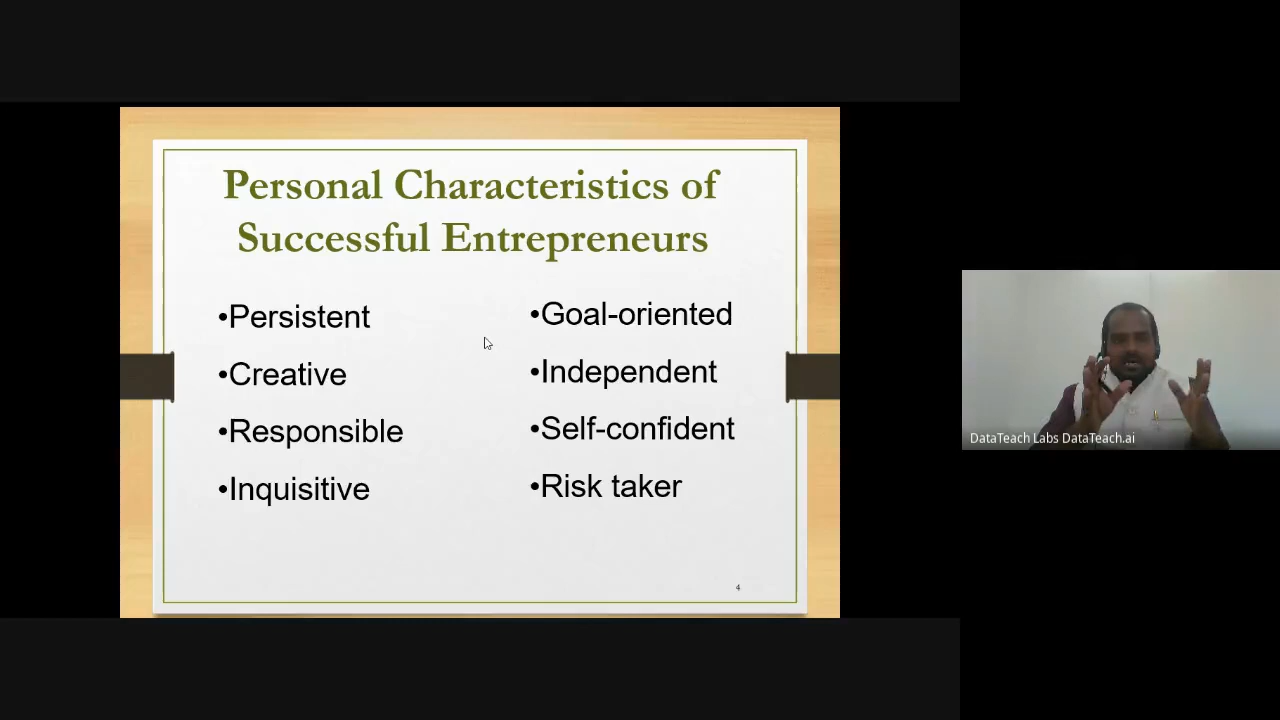 Personal Characteristics of
Successful Entrepreneurs
•Persistent
•Creative
•Responsible
•Inquisitive
•Goal-oriented
•Independent
•Self-confident
•Risk taker
4
DataTeach Labs DataTeach.ai